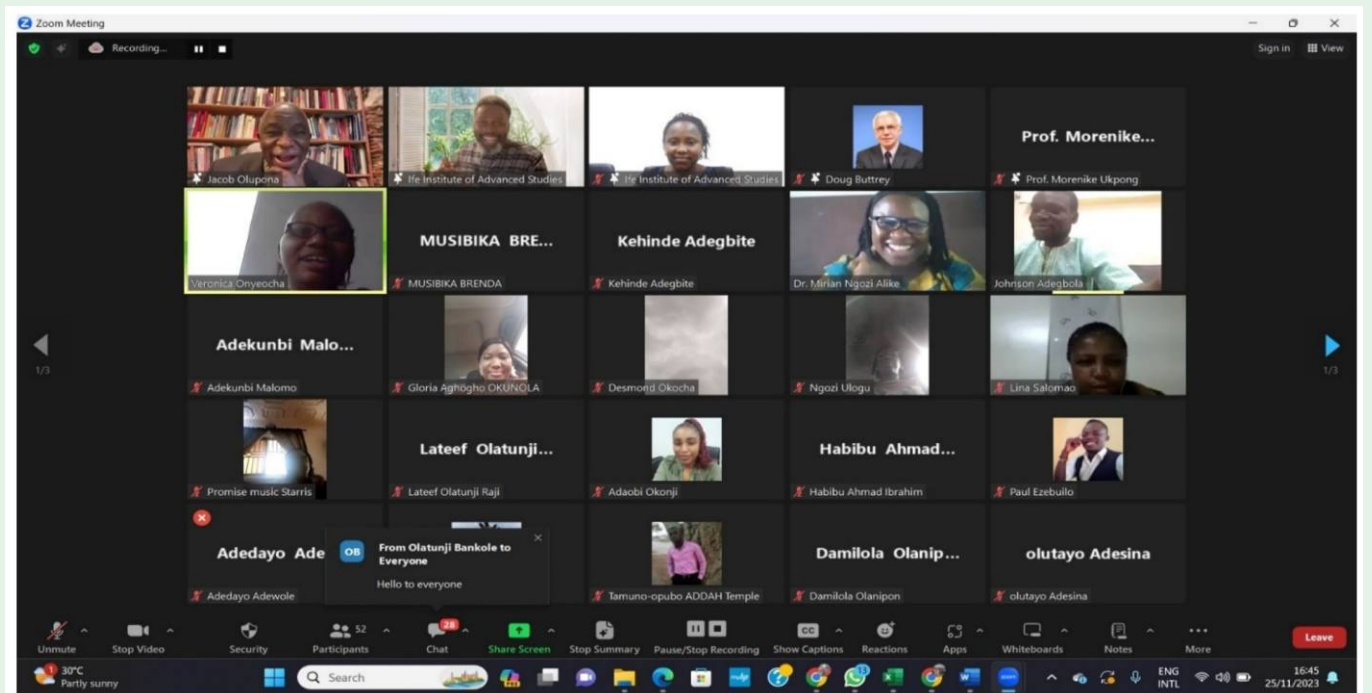 Zoom Meeting
Recording...
Sign in View
Jacob Olupona
Ife Institute of Advanced Studies
Ife Institute of Advanced Studies
Doug Buttrey
Prof. Morenike...
Prof. Morenike Ukpong
Veronica Onyeocha
MUSIBIKA BRE...
MUSIBIKA BRENDA
Kehinde Adegbite
Kehinde Adegbite
Dr. Mirian Ngozi Alike
Johnson Adegbola
Adekunbi Malo...
Adekunbi Malomo
Gloria Aghogho OKUNOLA
Desmond Okocha
Ngozi Ulogu
Lina Salomao
1/3
1/3
Promise music Starris
Lateef Olatunji...
Lateef Olatunji Raji
Adaobi Okonji
Habibu Ahmad...
Habibu Ahmad Ibrahim
Paul Ezebuilo
Adedayo Ade
Adedayo Adewole
OB
From Olatunji Bankole to
Everyone
Hello to everyone
Tamuno-opubo ADDAH Temple
Damilola Olanip...
Damilola Olanipon
olutayo Adesina
olutayo Adesina
Unmute
Stop Video
Security
52
Participants
28
Chat
Share Screen
Stop Summary
Pause/Stop Recording
CC
Show Captions
Reactions
Apps
Whiteboards
Notes
More
Leave
1
30°C
Partly sunny
Search
13
ENG
INTL
16:45
25/11/2023